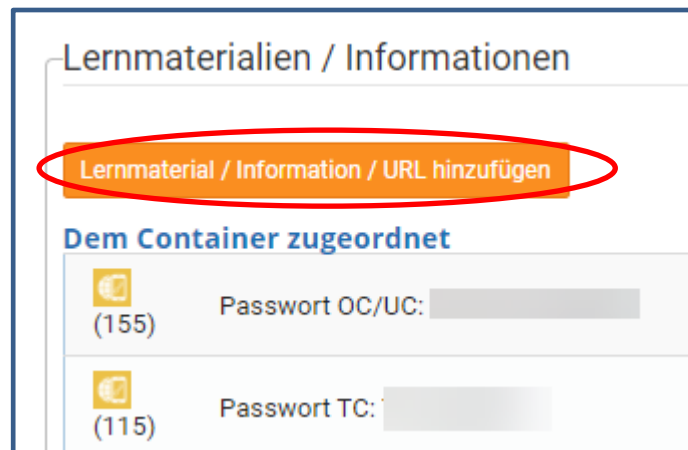 Lernmaterialien / Informationen
Lernmaterial / Information / URL hinzufügen
Dem Container zugeordnet
(155) Passwort OC/UC:
(115) Passwort TC: